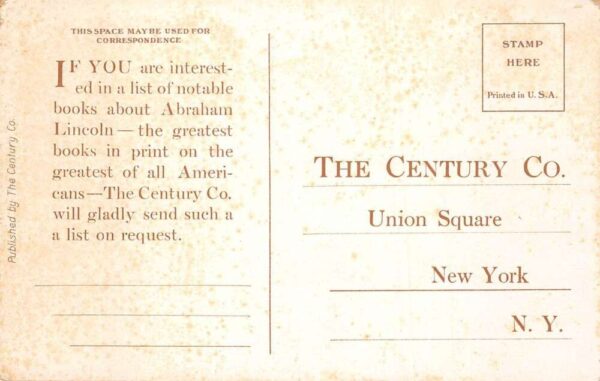 THIS SPACE MAY BE USED FOR
CORRESPONDENCE
IF YOU are interest-
ed in a list of notable
books about Abraham
Lincoln — the greatest
books in print on the
greatest of all Ameri-
cans—The Century Co.
will gladly send such a
a list on request.
Published by The Century Co.
STAMP
HERE
Printed in U. S. A.
THE CENTURY CO.
Union Square
New York
N. Y.